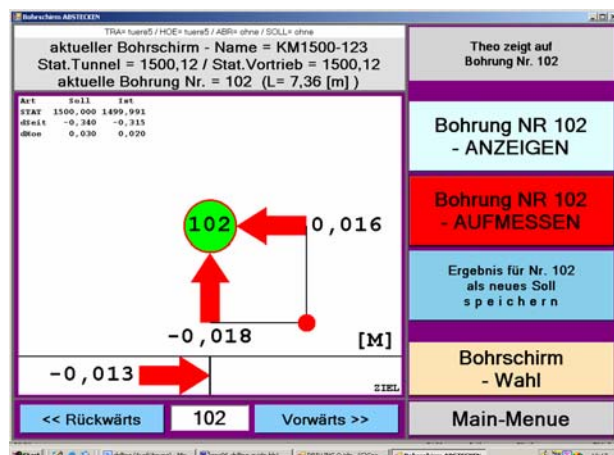 Bohrschirm ABSTECKEN
TRA= tuere5 / HOE= tuere5 / ABR= ohne / SOLL= ohne
aktueller Bohrschirm - Name = KM1500-123
Stat.Tunnel = 1500,12 / Stat.Vortrieb = 1500,12
aktuelle Bohrung Nr. = 102 (L= 7,36 [m] )
Art Soll Ist
STAT 1500,000 1499,991
dSeit -0,340 -0,315
dHoe 0,030 0,020
102
0,016
-0,018
[M]
-0,013
ZIEL
<< Rückwärts
102
Vorwärts >>
Theo zeigt auf
Bohrung Nr. 102
Bohrung NR 102
- ANZEIGEN
Bohrung NR 102
- AUFMESSEN
Ergebnis für Nr. 102
als neues Soll
s p e i c h e r n
Bohrschirm
- Wahl
Main-Menue